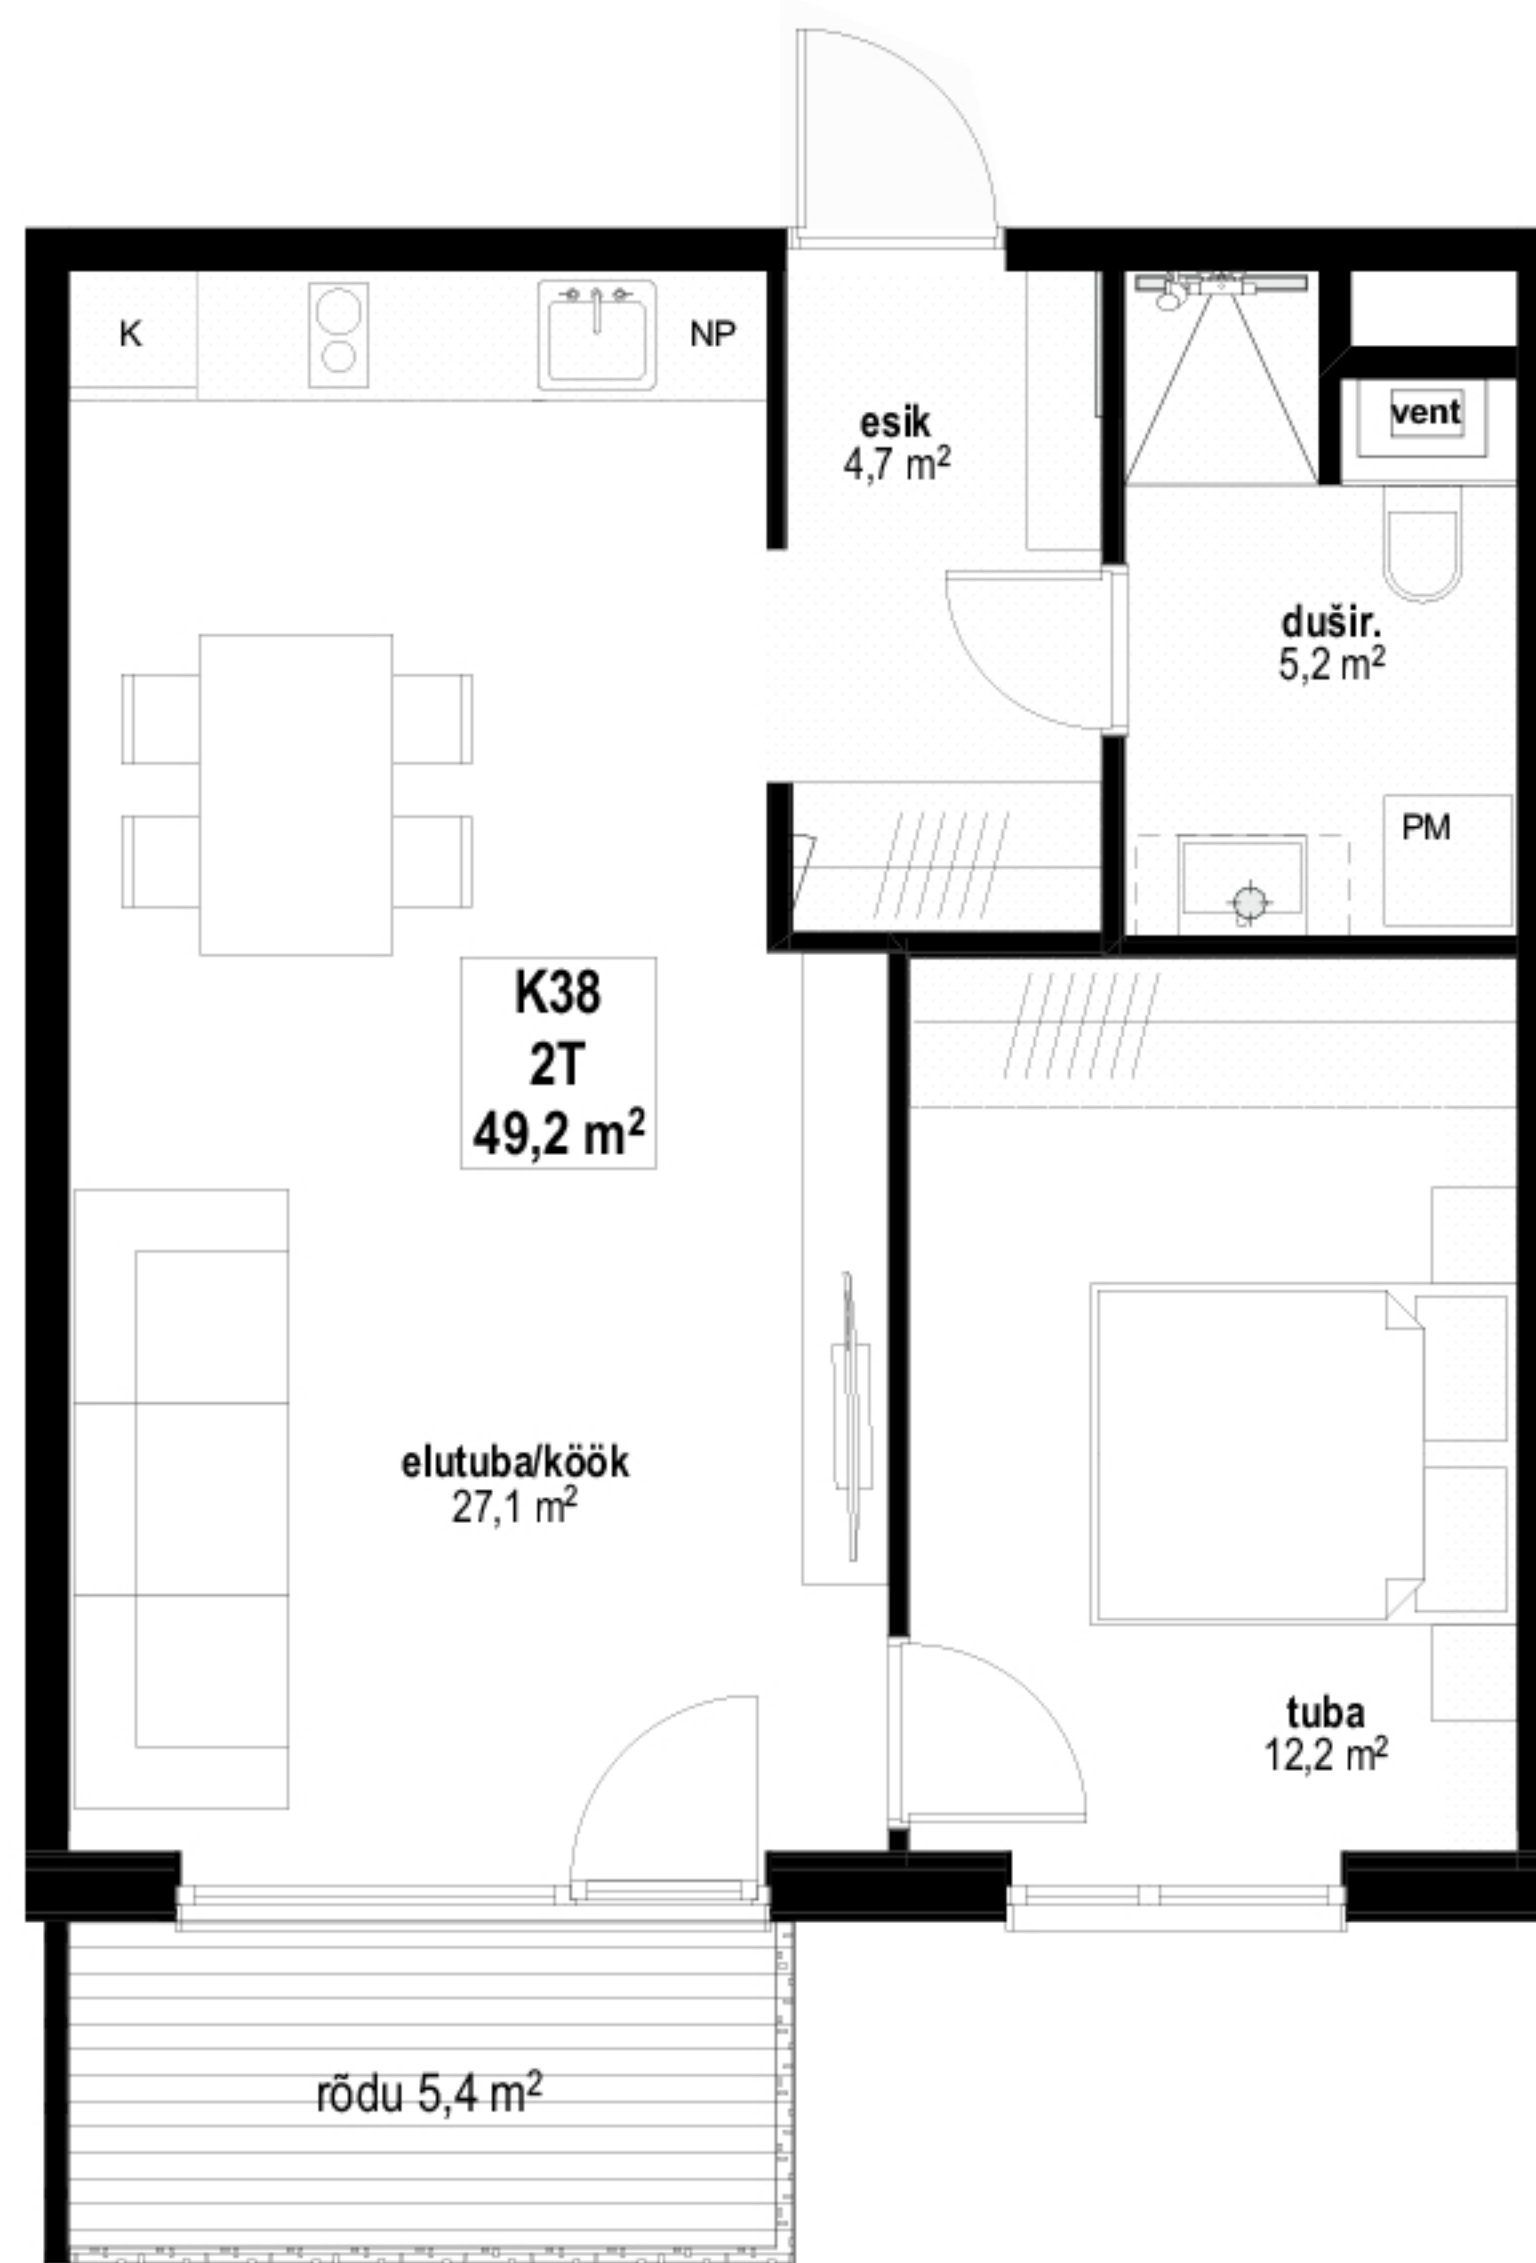 K
NP
esik
4,7 m²
vent
dušir.
5,2 m²
PM
K38
2T
49,2 m²
elutuba/köök
27,1 m²
tuba
12,2 m²
rõdu 5,4 m²